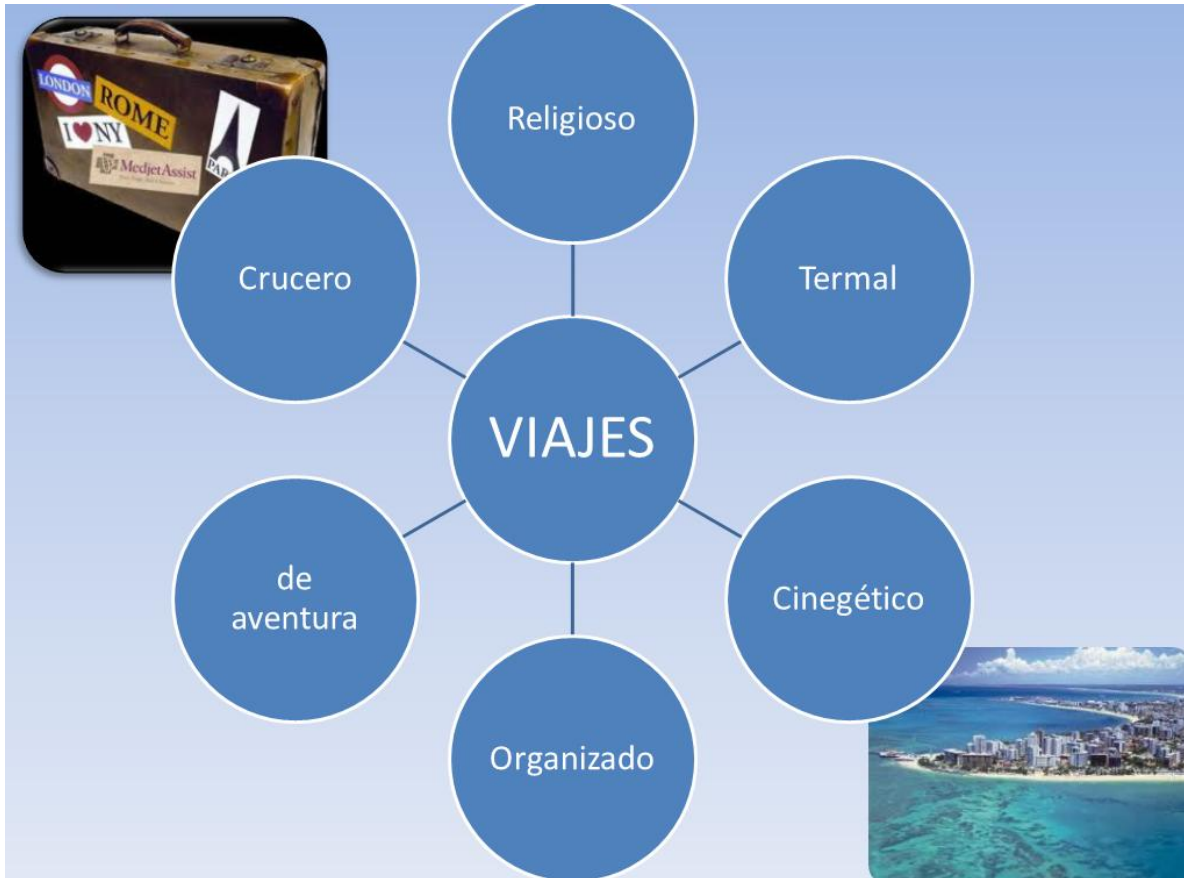 LONDON
ROME
I ♥ NY
MedjetAssist
Religioso
Crucero
Termal
VIAJES
de
aventura
Cinegético
Organizado